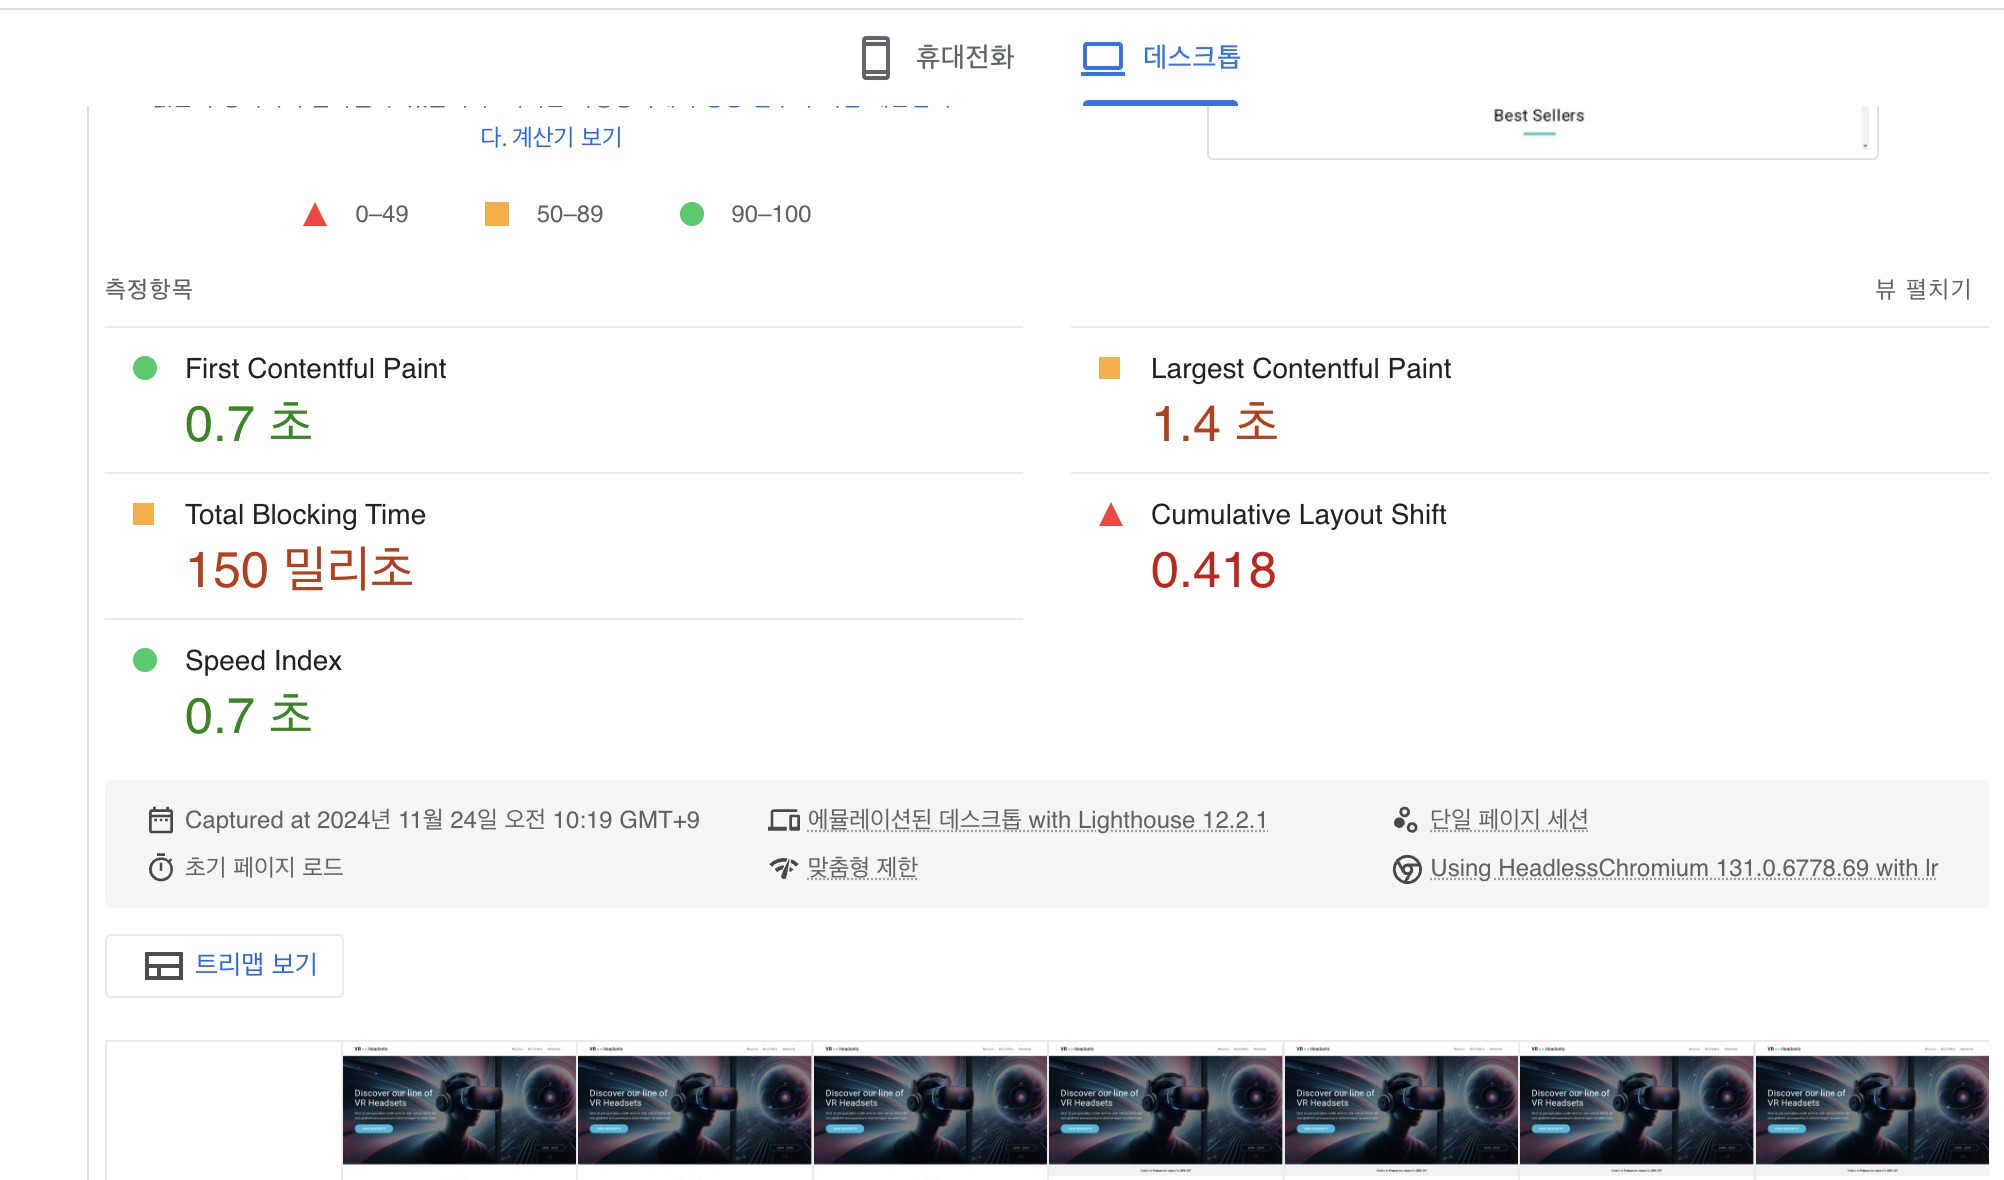 휴대전화
데스크톱
다. 계산기 보기
Best Sellers
0–49
50–89
90–100
측정항목
뷰 펼치기
First Contentful Paint
0.7 초
Largest Contentful Paint
1.4 초
Total Blocking Time
150 밀리초
Cumulative Layout Shift
0.418
Speed Index
0.7 초
Captured at 2024년 11월 24일 오전 10:19 GMT+9
에뮬레이션된 데스크톱 with Lighthouse 12.2.1
단일 페이지 세션
초기 페이지 로드
맞춤형 제한
Using HeadlessChromium 131.0.6778.69 with lr
트리맵 보기
Discover our line of
VR Headsets
Discover our line of
VR Headsets
Discover our line of
VR Headsets
Discover our line of
VR Headsets
Discover our line of
VR Headsets
Discover our line of
VR Headsets
Discover our line of
VR Headsets